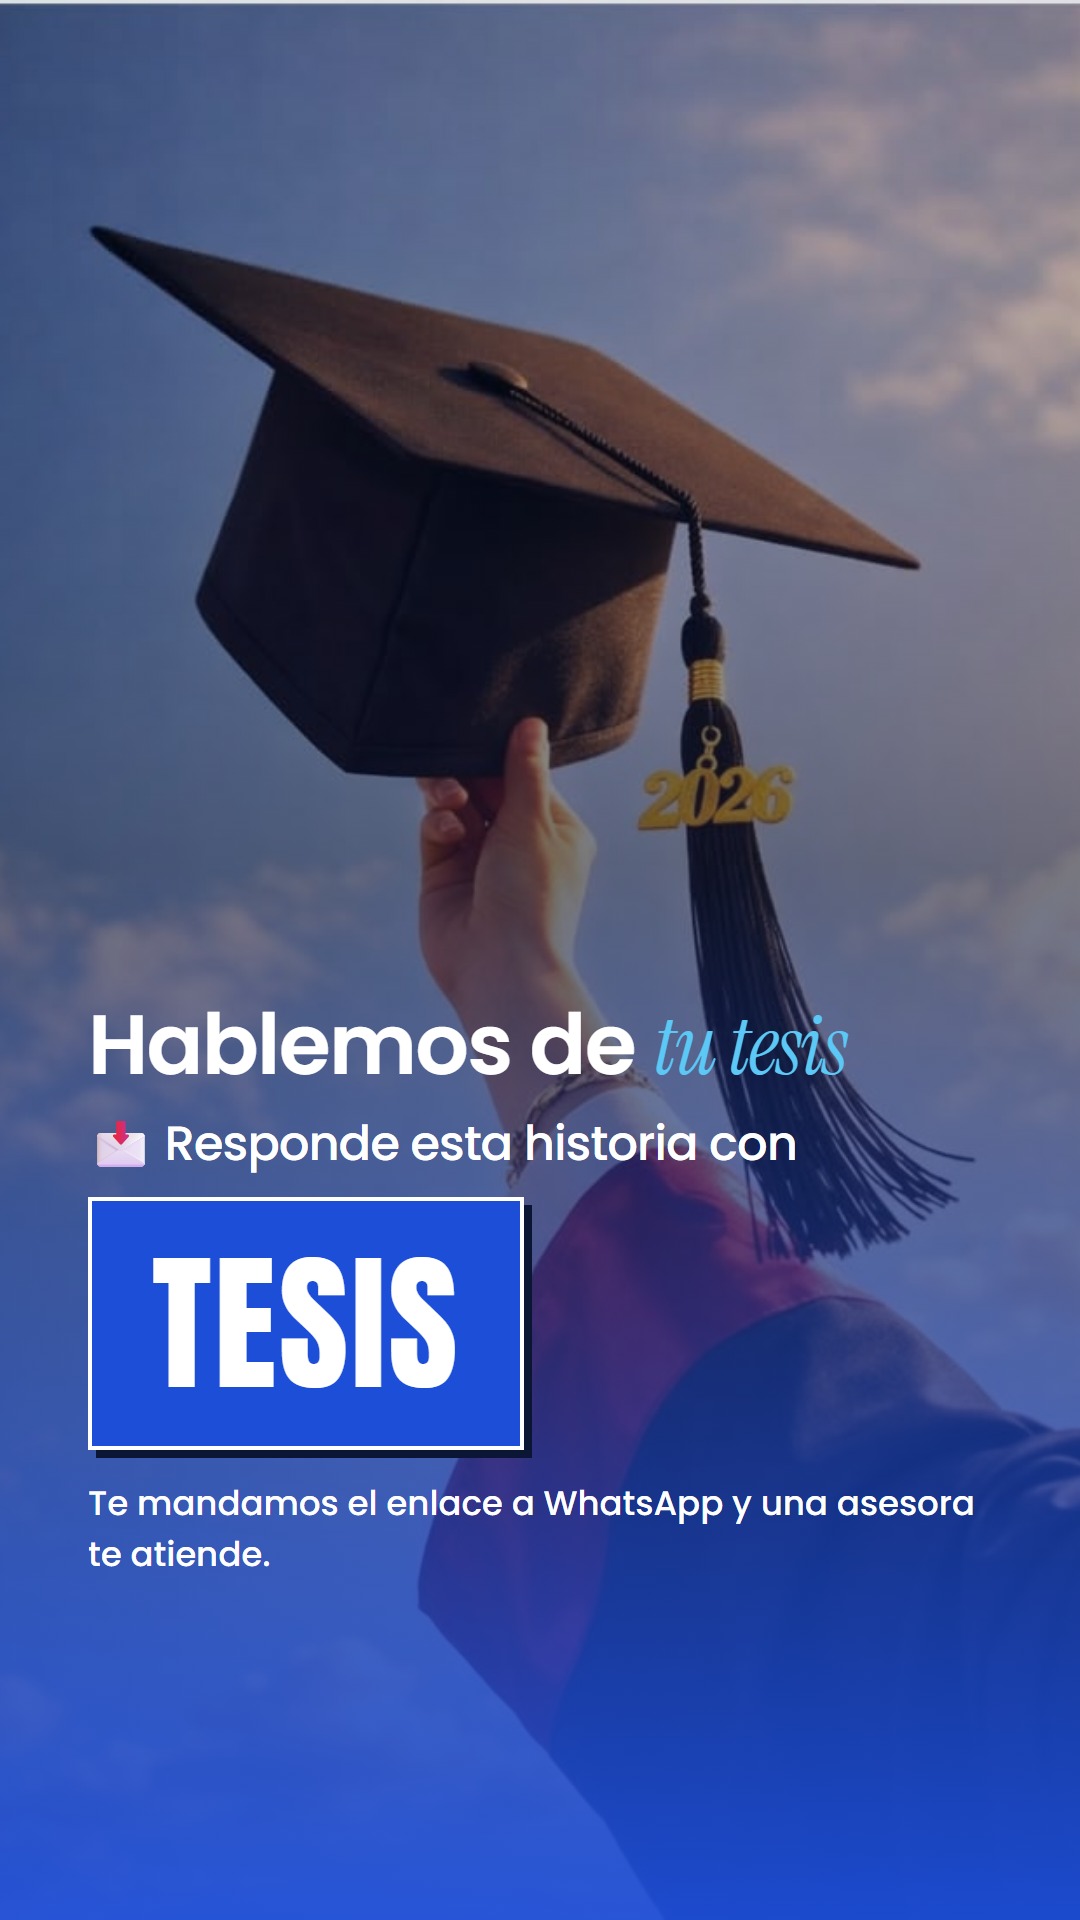 2026
Hablemos de tu tesis
📩 Responde esta historia con
TESIS
Te mandamos el enlace a WhatsApp y una asesora
te atiende.